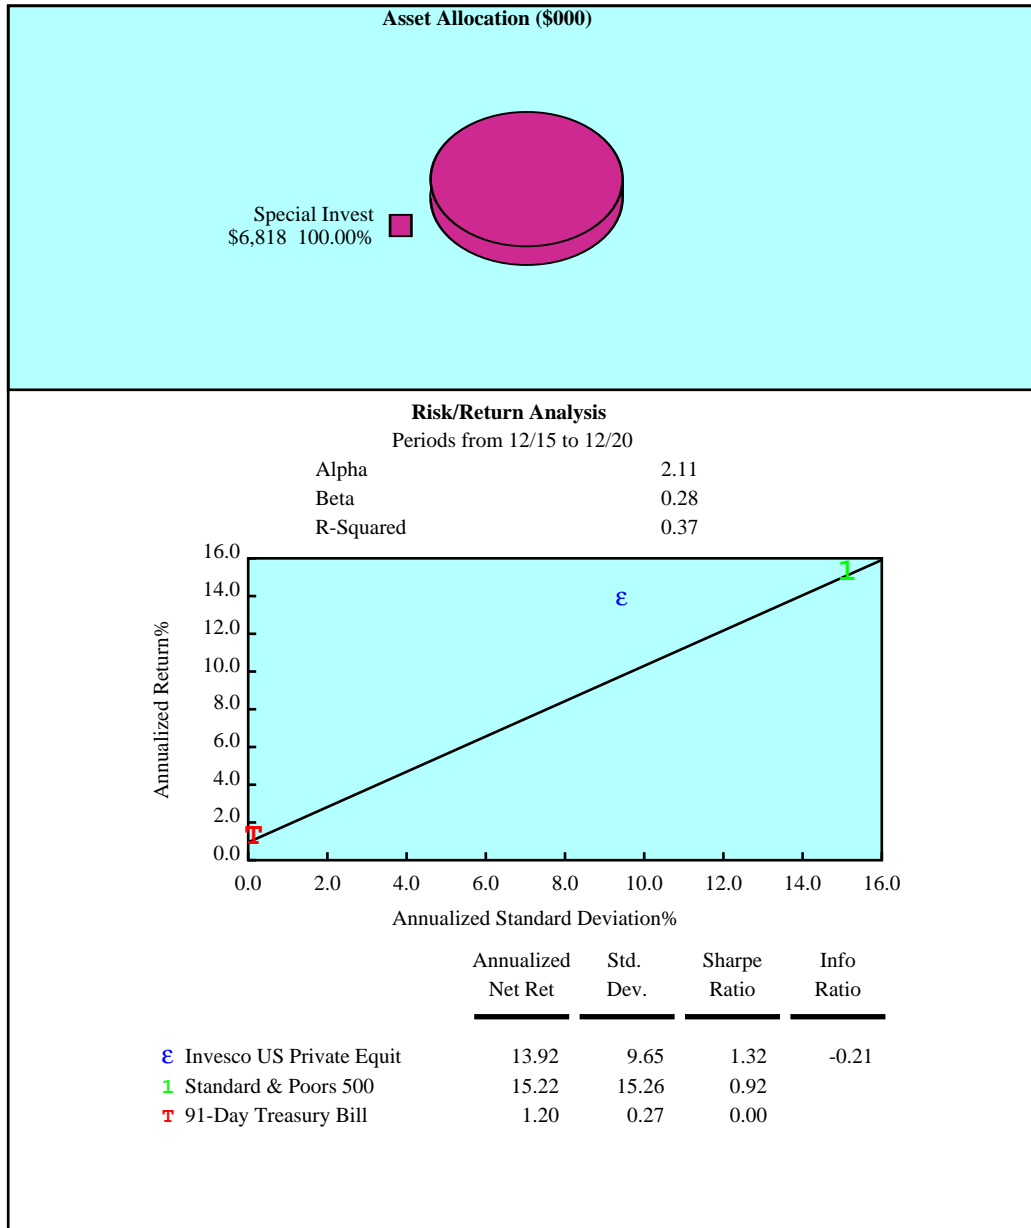 Asset Allocation ($000)
Special Invest
$6,818 100.00%
Risk/Return Analysis
Periods from 12/15 to 12/20
Alpha 2.11
Beta 0.28
R-Squared 0.37
16.0
14.0
12.0
10.0
8.0
6.0
4.0
2.0
0.0
Annualized Return%
ε
1
T
0.0 2.0 4.0 6.0 8.0 10.0 12.0 14.0 16.0
Annualized Standard Deviation%
Annualized Std. Sharpe Info
Net Ret Dev. Ratio Ratio
ε Invesco US Private Equit 13.92 9.65 1.32 -0.21
1 Standard & Poors 500 15.22 15.26 0.92
T 91-Day Treasury Bill 1.20 0.27 0.00